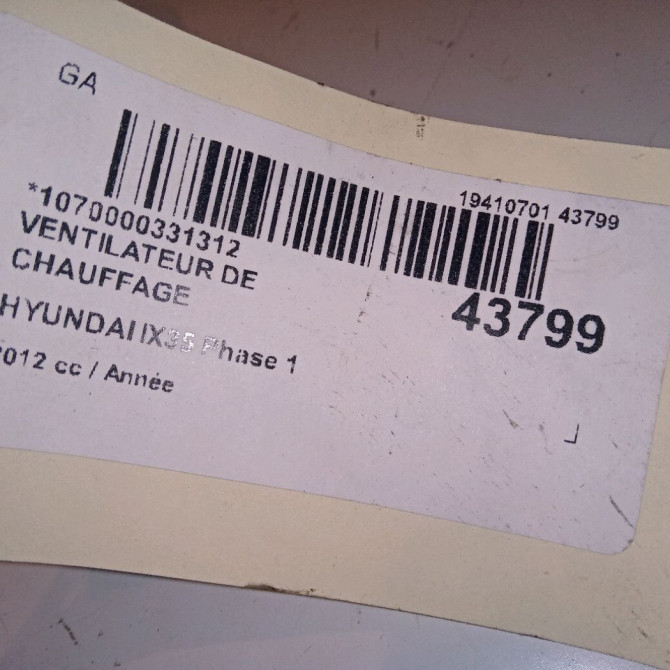 GA
19410701 43799
*1070000331312
VENTILATEUR DE
CHAUFFAGE
43799
HYUNDAI IX35 Phase 1
2012 cc / Année